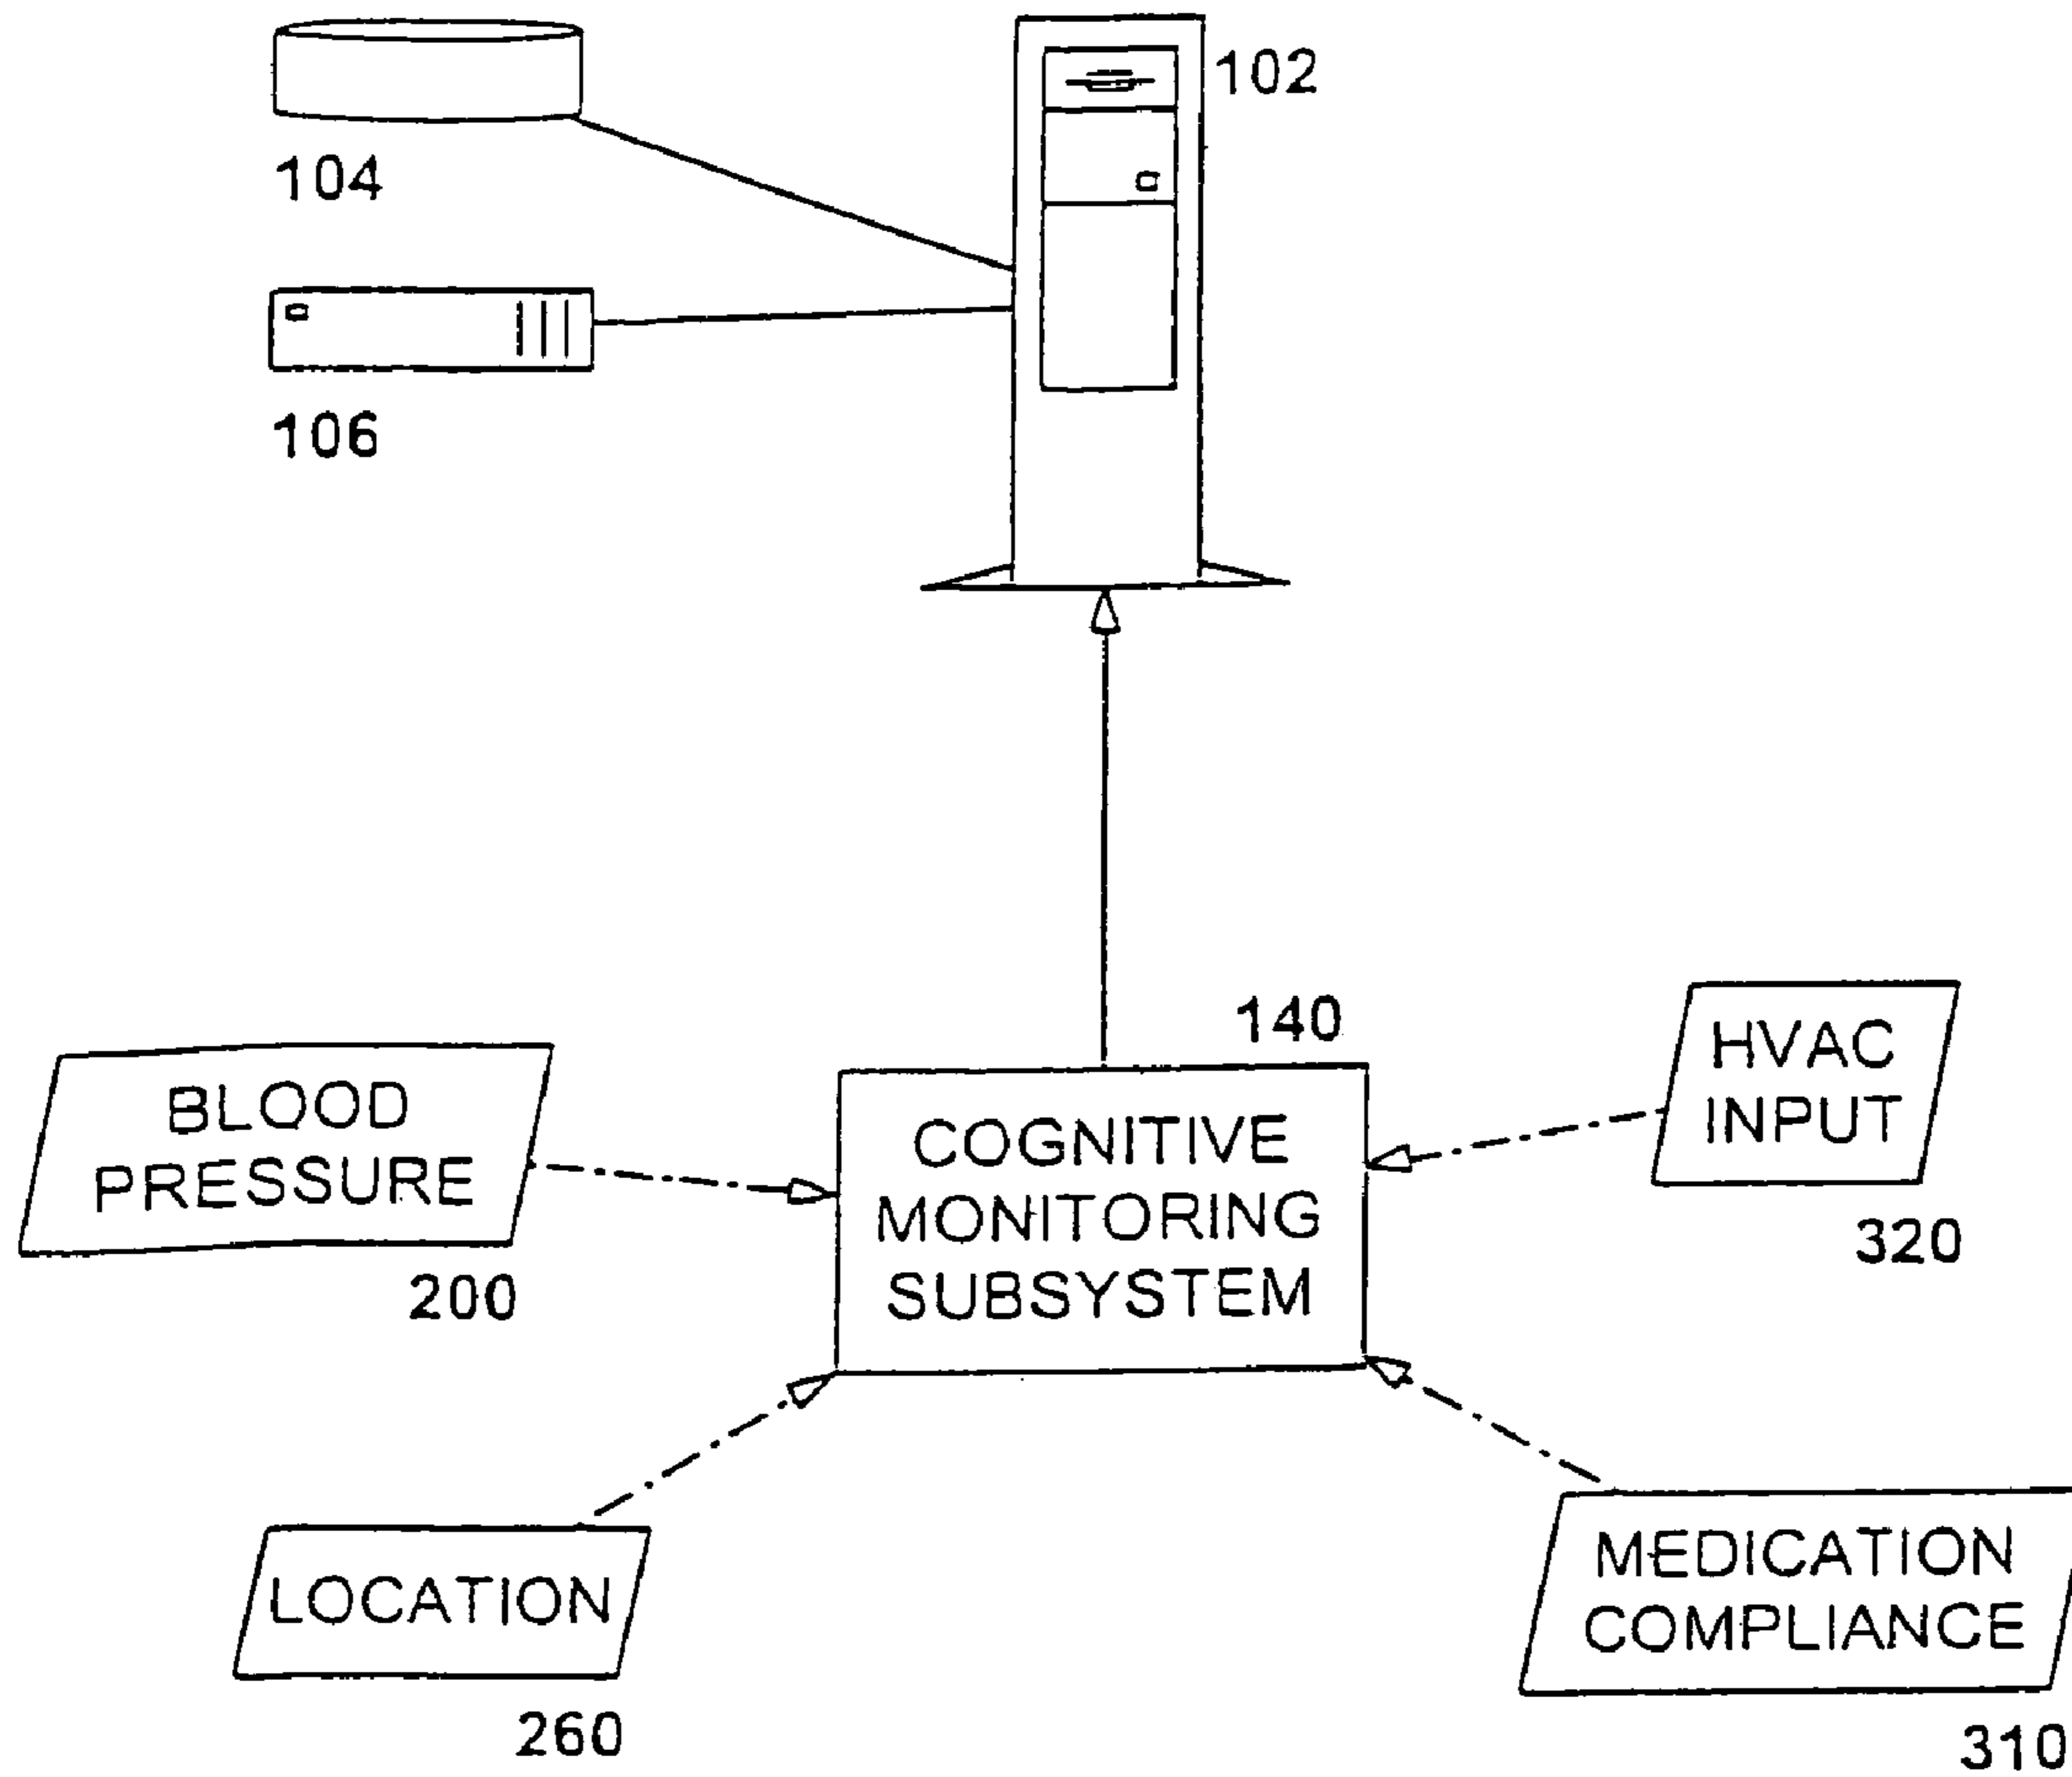 102
104
106
140
HVAC
INPUT
320
BLOOD
PRESSURE
200
COGNITIVE
MONITORING
SUBSYSTEM
LOCATION
260
MEDICATION
COMPLIANCE
310